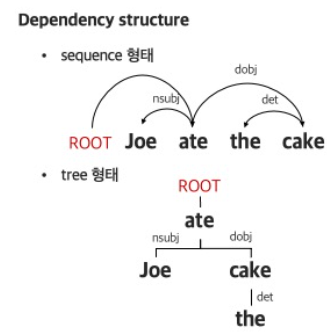 Dependency structure
• sequence 형태
dobj
nsubj
det
ROOT Joe ate the cake
• tree 형태
ROOT
ate
nsubj dobj
Joe cake
det
the